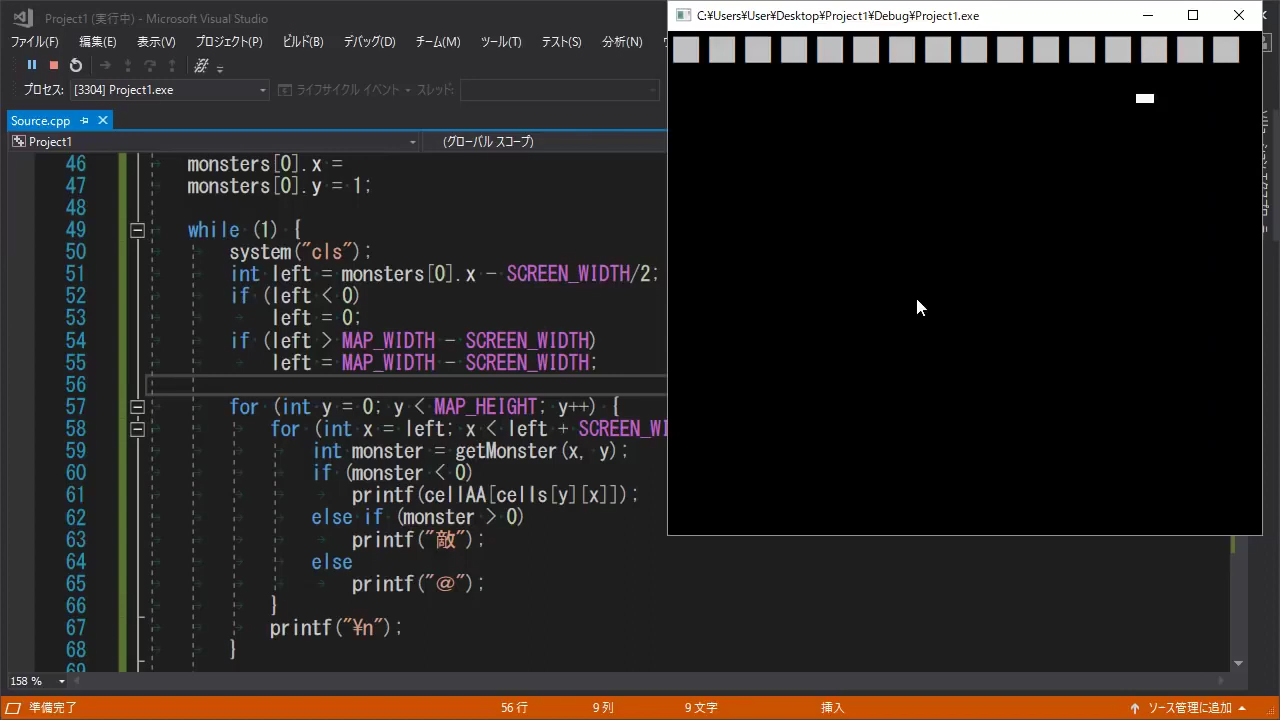 Project1 (実行中) - Microsoft Visual Studio
C:¥Users¥User¥Desktop¥Project1¥Debug¥Project1.exe
ファイル(F) 編集(E) 表示(V) プロジェクト(P) ビルド(B) デバッグ(D) チーム(M) ツール(T) テスト(S) 分析(N)
プロセス: [3304] Project1.exe ライフサイクル イベント スレッド:
Source.cpp
Project1 (グローバル スコープ)
46 monsters[0].x =
47 monsters[0].y = 1;
48
49 while (1) {
50 system("cls");
51 int left = monsters[0].x - SCREEN_WIDTH/2;
52 if (left < 0)
53 left = 0;
54 if (left > MAP_WIDTH - SCREEN_WIDTH)
55 left = MAP_WIDTH - SCREEN_WIDTH;
56
57 for (int y = 0; y < MAP_HEIGHT; y++) {
58 for (int x = left; x < left + SCREEN_WI
59 int monster = getMonster(x, y);
60 if (monster < 0)
61 printf(cellAA[cells[y][x]]);
62 else if (monster > 0)
63 printf("敵");
64 else
65 printf("＠");
66 }
67 printf("¥n");
68 }
69
158 %
準備完了 56 行 9 列 9 文字 挿入 ソース管理に追加